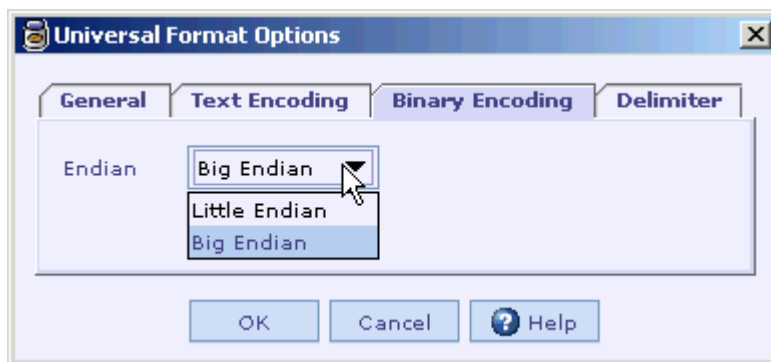 Universal Format Options
General Text Encoding Binary Encoding Delimiter
Endian Big Endian
Little Endian
Big Endian
OK Cancel Help